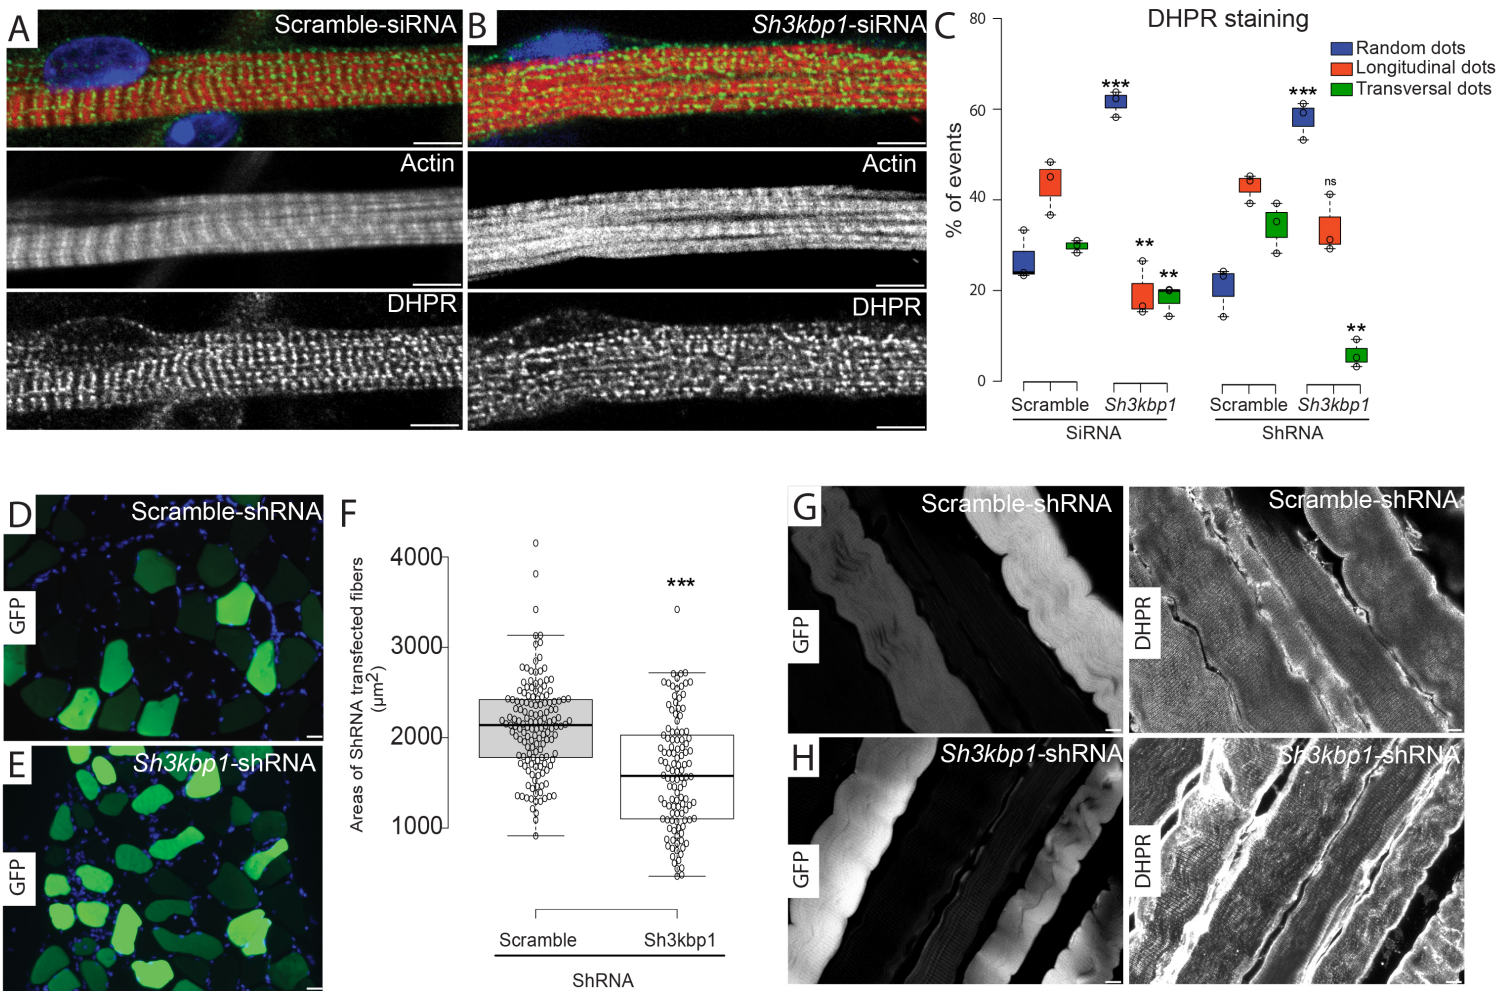 A
Scramble-siRNA
Actin
DHPR
B
Sh3kbp1-siRNA
Actin
DHPR
C
DHPR staining
Random dots
Longitudinal dots
Transversal dots
% of events
80
60
40
20
0
***
**
**
***
ns
**
Scramble
Sh3kbp1
Scramble
Sh3kbp1
SiRNA
ShRNA
D
Scramble-shRNA
GFP
E
Sh3kbp1-shRNA
GFP
F
Areas of ShRNA transfected fibers
(µm2)
4000
3000
2000
1000
***
Scramble
Sh3kbp1
ShRNA
G
Scramble-shRNA
GFP
Scramble-shRNA
DHPR
H
Sh3kbp1-shRNA
GFP
Sh3kbp1-shRNA
DHPR